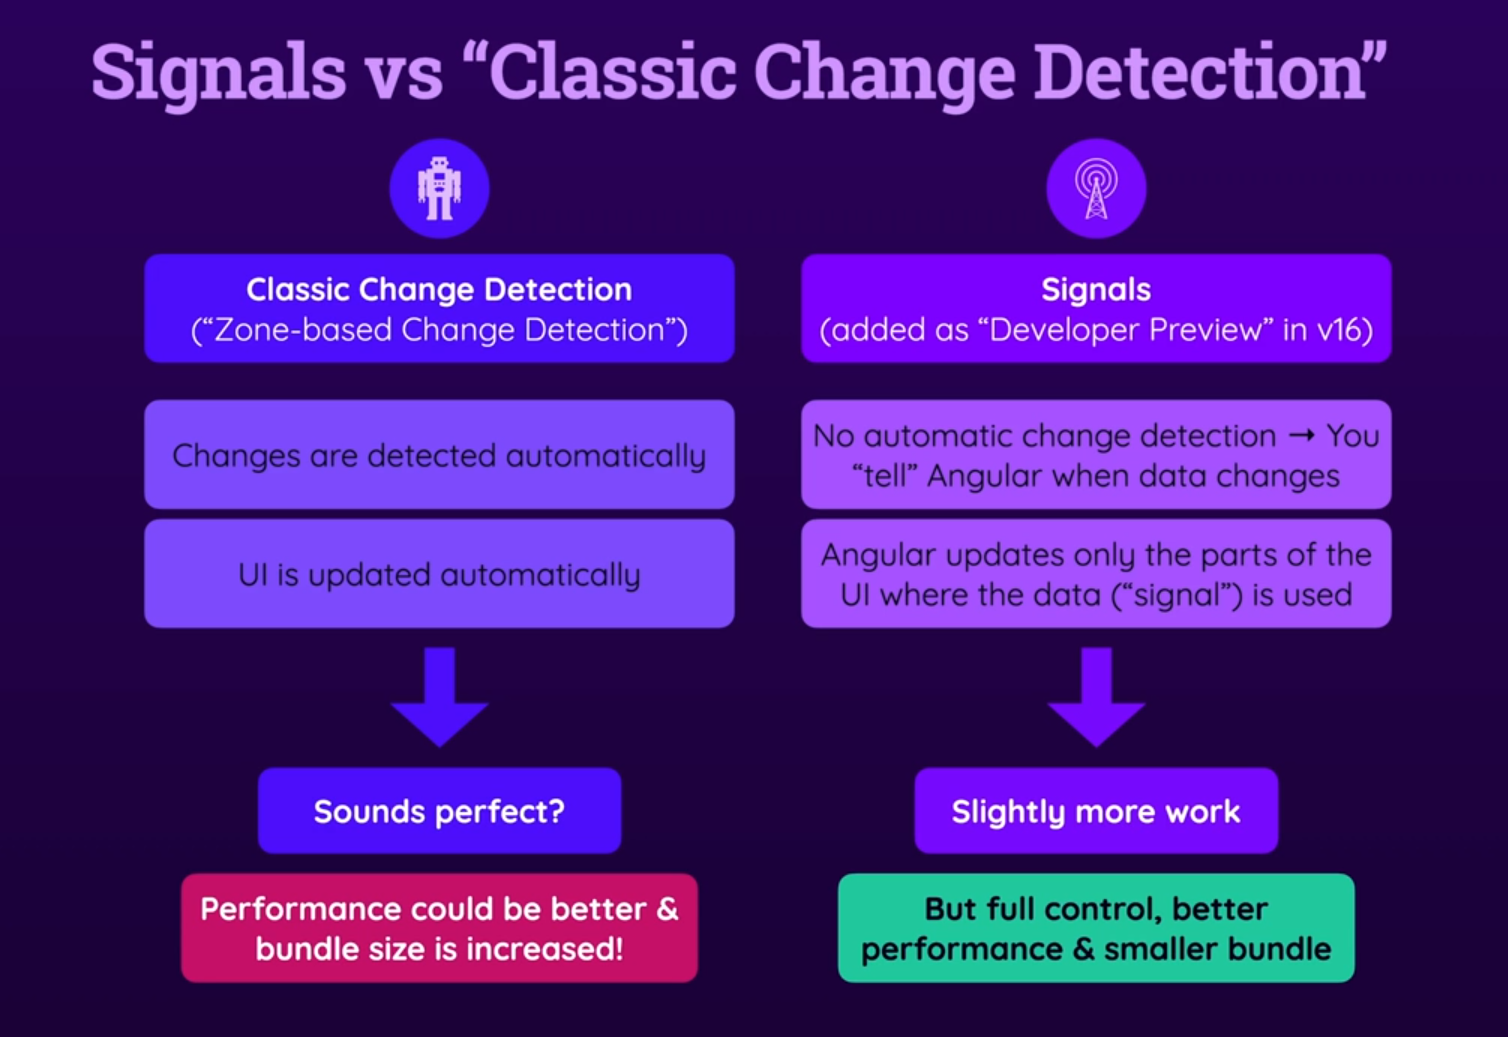 Signals vs “Classic Change Detection”
Classic Change Detection
(“Zone-based Change Detection”)
Changes are detected automatically
UI is updated automatically
Sounds perfect?
Performance could be better &
bundle size is increased!
Signals
(added as “Developer Preview” in v16)
No automatic change detection → You
“tell” Angular when data changes
Angular updates only the parts of the
UI where the data (“signal”) is used
Slightly more work
But full control, better
performance & smaller bundle